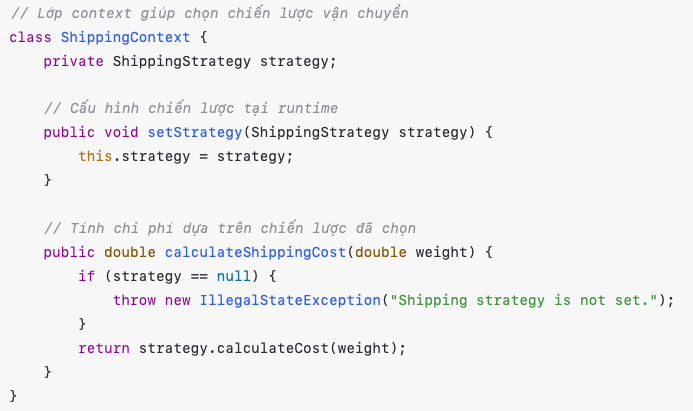 // Lớp context giúp chọn chiến lược vận chuyển
class ShippingContext {
    private ShippingStrategy strategy;

    // Cấu hình chiến lược tại runtime
    public void setStrategy(ShippingStrategy strategy) {
        this.strategy = strategy;
    }

    // Tính chi phí dựa trên chiến lược đã chọn
    public double calculateShippingCost(double weight) {
        if (strategy == null) {
            throw new IllegalStateException("Shipping strategy is not set.");
        }
        return strategy.calculateCost(weight);
    }
}